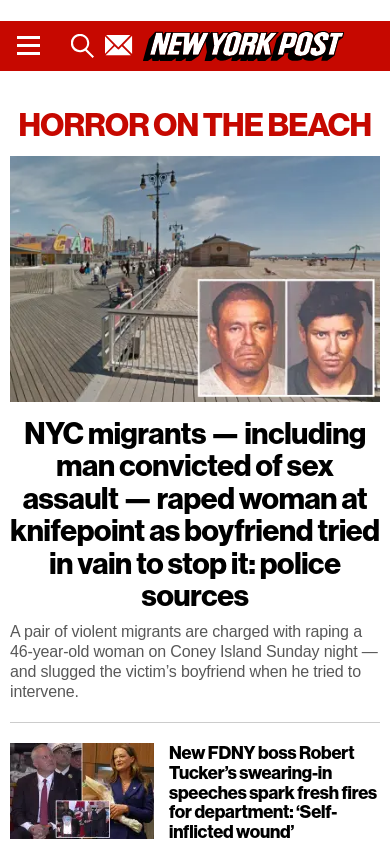 NEW YORK POST
HORROR ON THE BEACH
NYC migrants — including
man convicted of sex
assault — raped woman at
knifepoint as boyfriend tried
in vain to stop it: police
sources
A pair of violent migrants are charged with raping a
46-year-old woman on Coney Island Sunday night —
and slugged the victim’s boyfriend when he tried to
intervene.
New FDNY boss Robert
Tucker’s swearing-in
speeches spark fresh fires
for department: ‘Self-
inflicted wound’